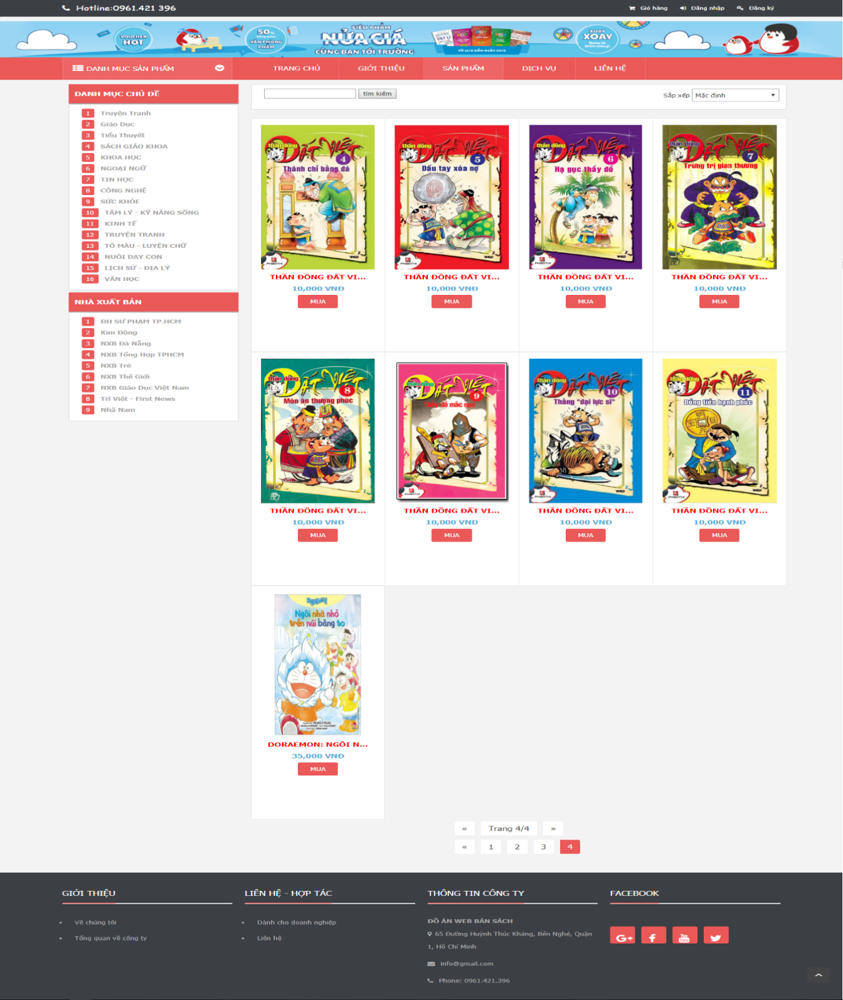 Hotline:0961.421 396
Giỏ hàng
Đăng nhập
Đăng ký
VOUCHER
HOT
50%
VĂN PHÒNG
PHẨM
SIÊU PHẨM
NỬA GIÁ
CÙNG BẠN TỚI TRƯỜNG
XOAY
XOAY
DANH MỤC SẢN PHẨM
TRANG CHỦ
GIỚI THIỆU
SẢN PHẨM
DỊCH VỤ
LIÊN HỆ
DANH MỤC CHỦ ĐỀ
1 Truyện Tranh
2 Giáo Dục
3 Tiểu Thuyết
4 SÁCH GIÁO KHOA
5 KHOA HỌC
6 NGOẠI NGỮ
7 TIN HỌC
8 CÔNG NGHỆ
9 SỨC KHỎE
10 TÂM LÝ - KỸ NĂNG SỐNG
11 KINH TẾ
12 TRUYỆN TRANH
13 TÔ MÀU - LUYỆN CHỮ
14 NUÔI DẠY CON
15 LỊCH SỬ - ĐỊA LÝ
16 VĂN HỌC
NHÀ XUẤT BẢN
1 ĐH SƯ PHẠM TP.HCM
2 Kim Đồng
3 NXB Đà Nẵng
4 NXB Tổng Hợp TPHCM
5 NXB Trẻ
6 NXB Thế Giới
7 NXB Giáo Dục Việt Nam
8 Trí Việt - First News
9 Nhã Nam
tìm kiếm
Sắp xếp
Mặc định
thần đồng
ĐẤT VIỆT
4
Thánh chỉ bằng đá
THẦN ĐỒNG ĐẤT VI...
10,000 VNĐ
MUA
thần đồng
ĐẤT VIỆT
5
Dấu tay xóa nợ
THẦN ĐỒNG ĐẤT VI...
10,000 VNĐ
MUA
thần đồng
ĐẤT VIỆT
6
Hạ gục thầy đồ
THẦN ĐỒNG ĐẤT VI...
10,000 VNĐ
MUA
thần đồng
ĐẤT VIỆT
7
Trừng trị gian thương
THẦN ĐỒNG ĐẤT VI...
10,000 VNĐ
MUA
thần đồng
ĐẤT VIỆT
8
Món ăn thượng phúc
THẦN ĐỒNG ĐẤT VI...
10,000 VNĐ
MUA
thần đồng
ĐẤT VIỆT
9
Thầy đồ mắc nạn
THẦN ĐỒNG ĐẤT VI...
10,000 VNĐ
MUA
thần đồng
ĐẤT VIỆT
10
Thằng "đại lực sĩ"
THẦN ĐỒNG ĐẤT VI...
10,000 VNĐ
MUA
thần đồng
ĐẤT VIỆT
11
Đồng tiền hạnh phúc
THẦN ĐỒNG ĐẤT VI...
10,000 VNĐ
MUA
Ngôi nhà nhỏ
trên núi băng to
DORAEMON: NGÔI N...
35,000 VNĐ
MUA
« Trang 4/4 »
« 1 2 3 4
GIỚI THIỆU
Về chúng tôi
Tổng quan về công ty
LIÊN HỆ - HỢP TÁC
Dành cho doanh nghiệp
Liên hệ
THÔNG TIN CÔNG TY
ĐỒ ÁN WEB BÁN SÁCH
65 Đường Huỳnh Thúc Kháng, Bến Nghé, Quận
1, Hồ Chí Minh
info@gmail.com
Phone: 0961.421.396
FACEBOOK